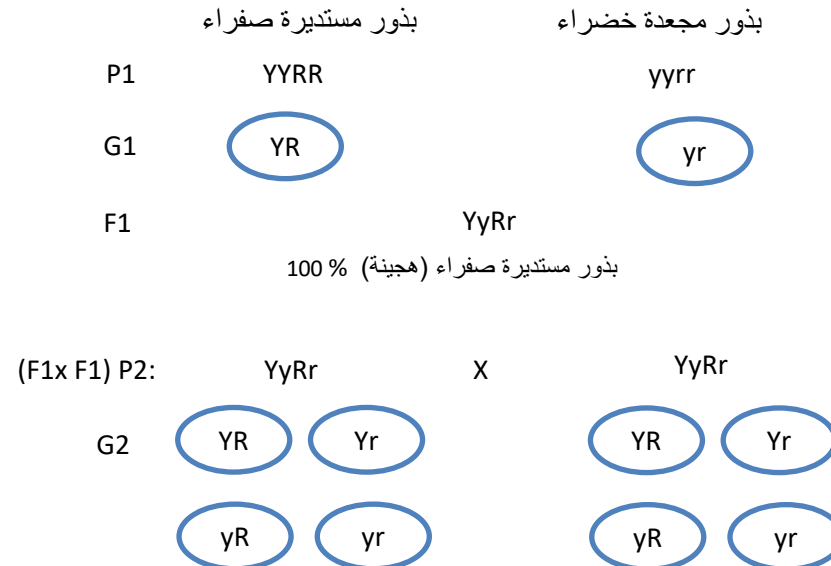 بذور مستديرة صفراء بذور مجعدة خضراء
P1 YYRR yyrr
G1 YR yr
F1 YyRr
بذور مستديرة صفراء (هجينة) % 100
(F1x F1) P2: YyRr X YyRr
G2 YR Yr YR Yr
yR yr yR yr